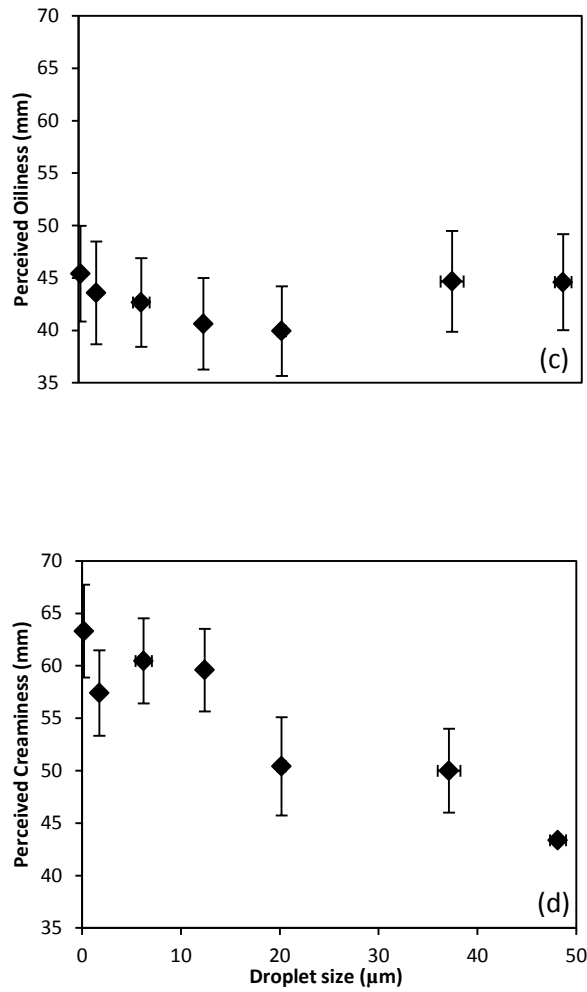 70
65
60
55
50
45
40
35
Perceived Oiliness (mm)
(c)
70
65
60
55
50
45
40
35
Perceived Creaminess (mm)
(d)
0 10 20 30 40 50
Droplet size (μm)